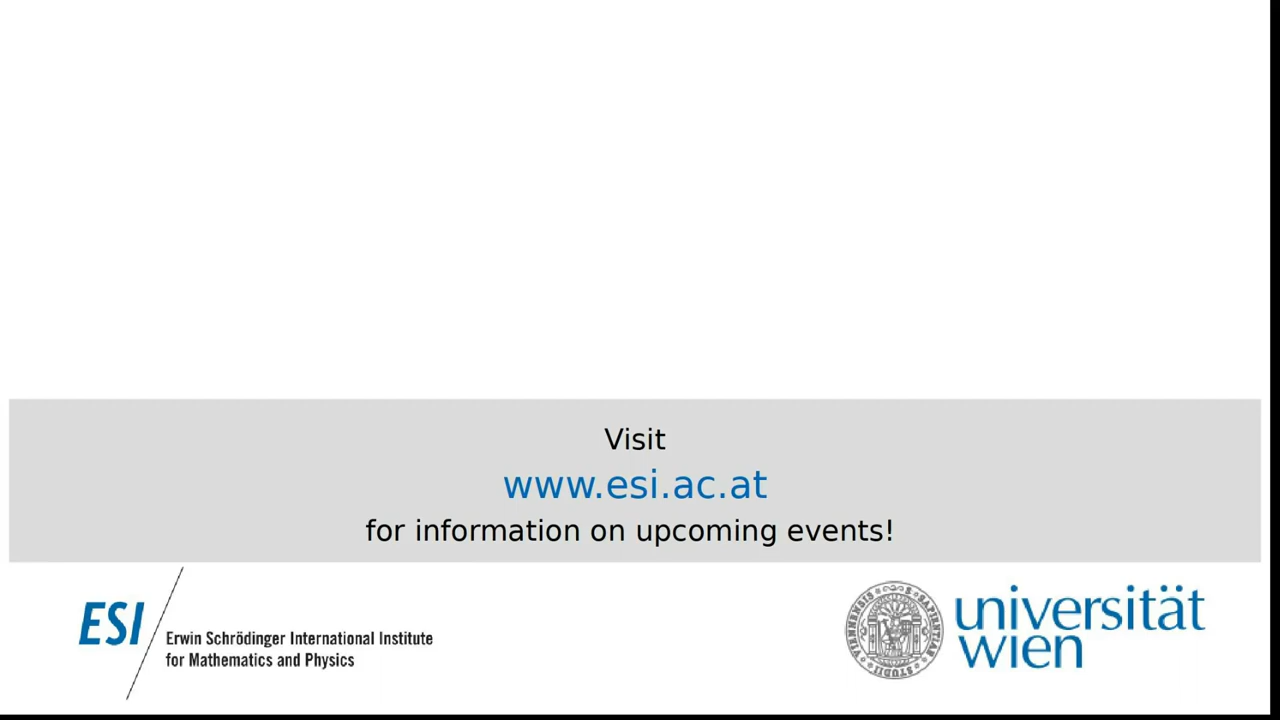 Visit
www.esi.ac.at
for information on upcoming events!
ESI
Erwin Schrödinger International Institute
for Mathematics and Physics
universität
wien